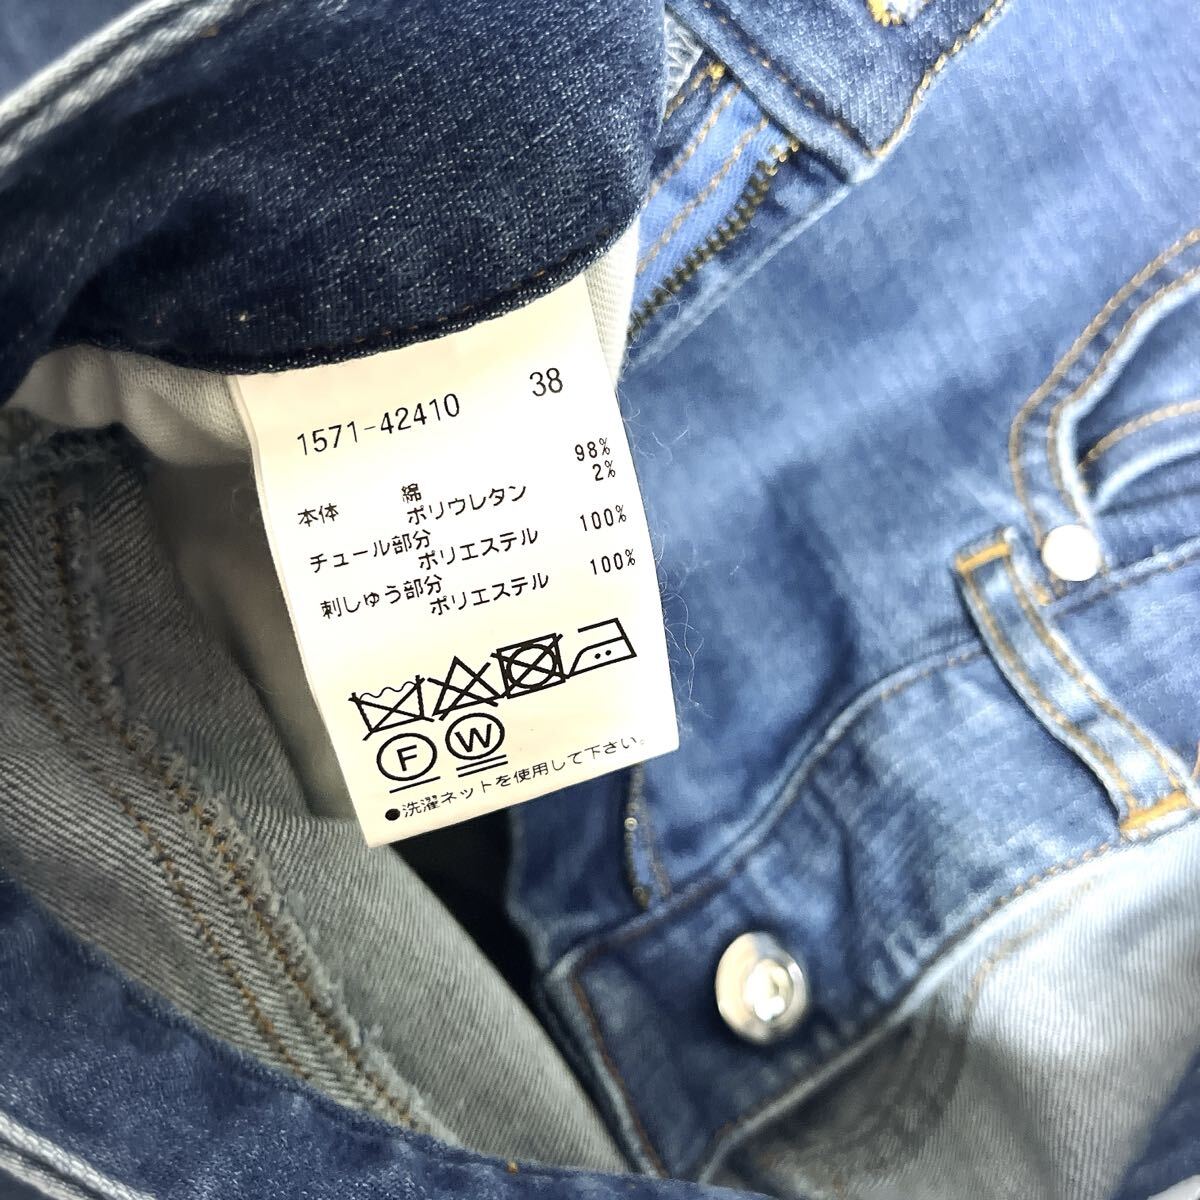 1571-42410 38
本体 綿 98%
ポリウレタン 2%
チュール部分
ポリエステル 100%
刺しゅう部分
ポリエステル 100%
F W
●洗濯ネットを使用して下さい。